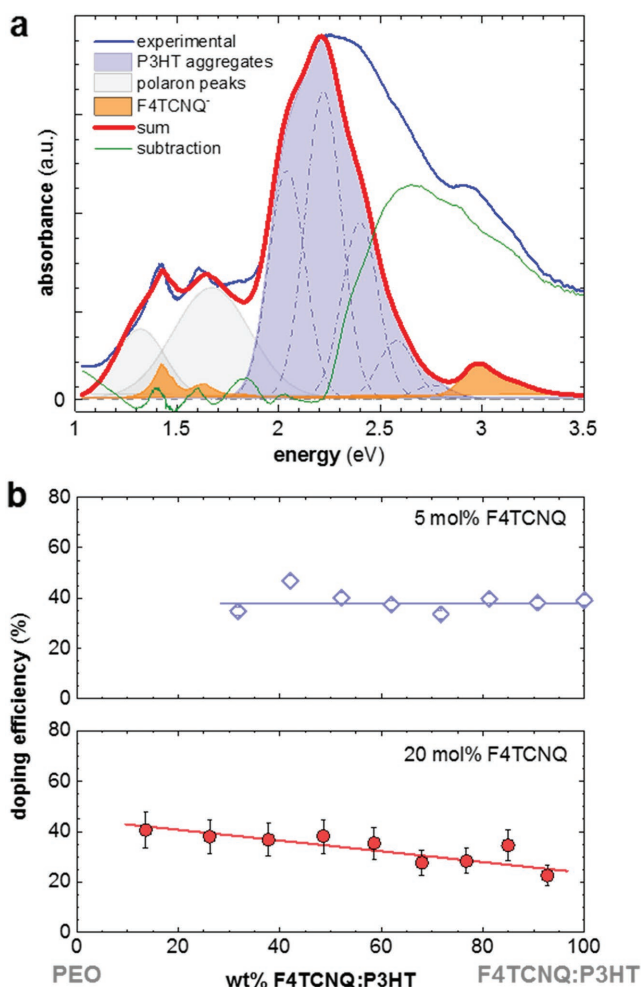 a
experimental
P3HT aggregates
polaron peaks
F4TCNQ⁻
sum
subtraction
absorbance (a.u.)
0
1 1.5 2 2.5 3 3.5
energy (eV)
b
80
60
40
20
0
5 mol% F4TCNQ
doping efficiency (%)
80
60
40
20
0
20 mol% F4TCNQ
0 20 40 60 80 100
PEO wt% F4TCNQ:P3HT F4TCNQ:P3HT